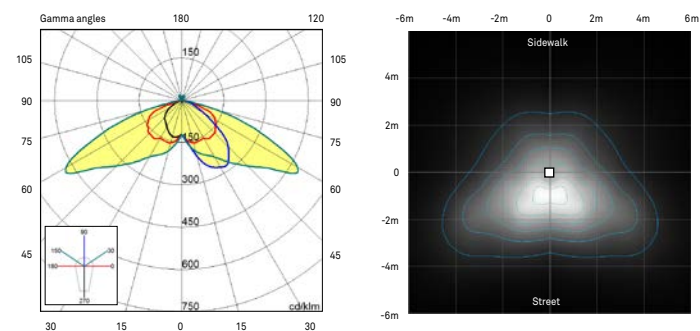 Gamma angles 180 120
105 105
90 90
75 75
60 60
45 45
30 15 0 15 30
150
150
300
450
600
750
cd/klm
90
150 30
180 0
270
-6m -4m -2m 0 2m 4m 6m
Sidewalk
4m
2m
0
-2m
-4m
-6m
Street